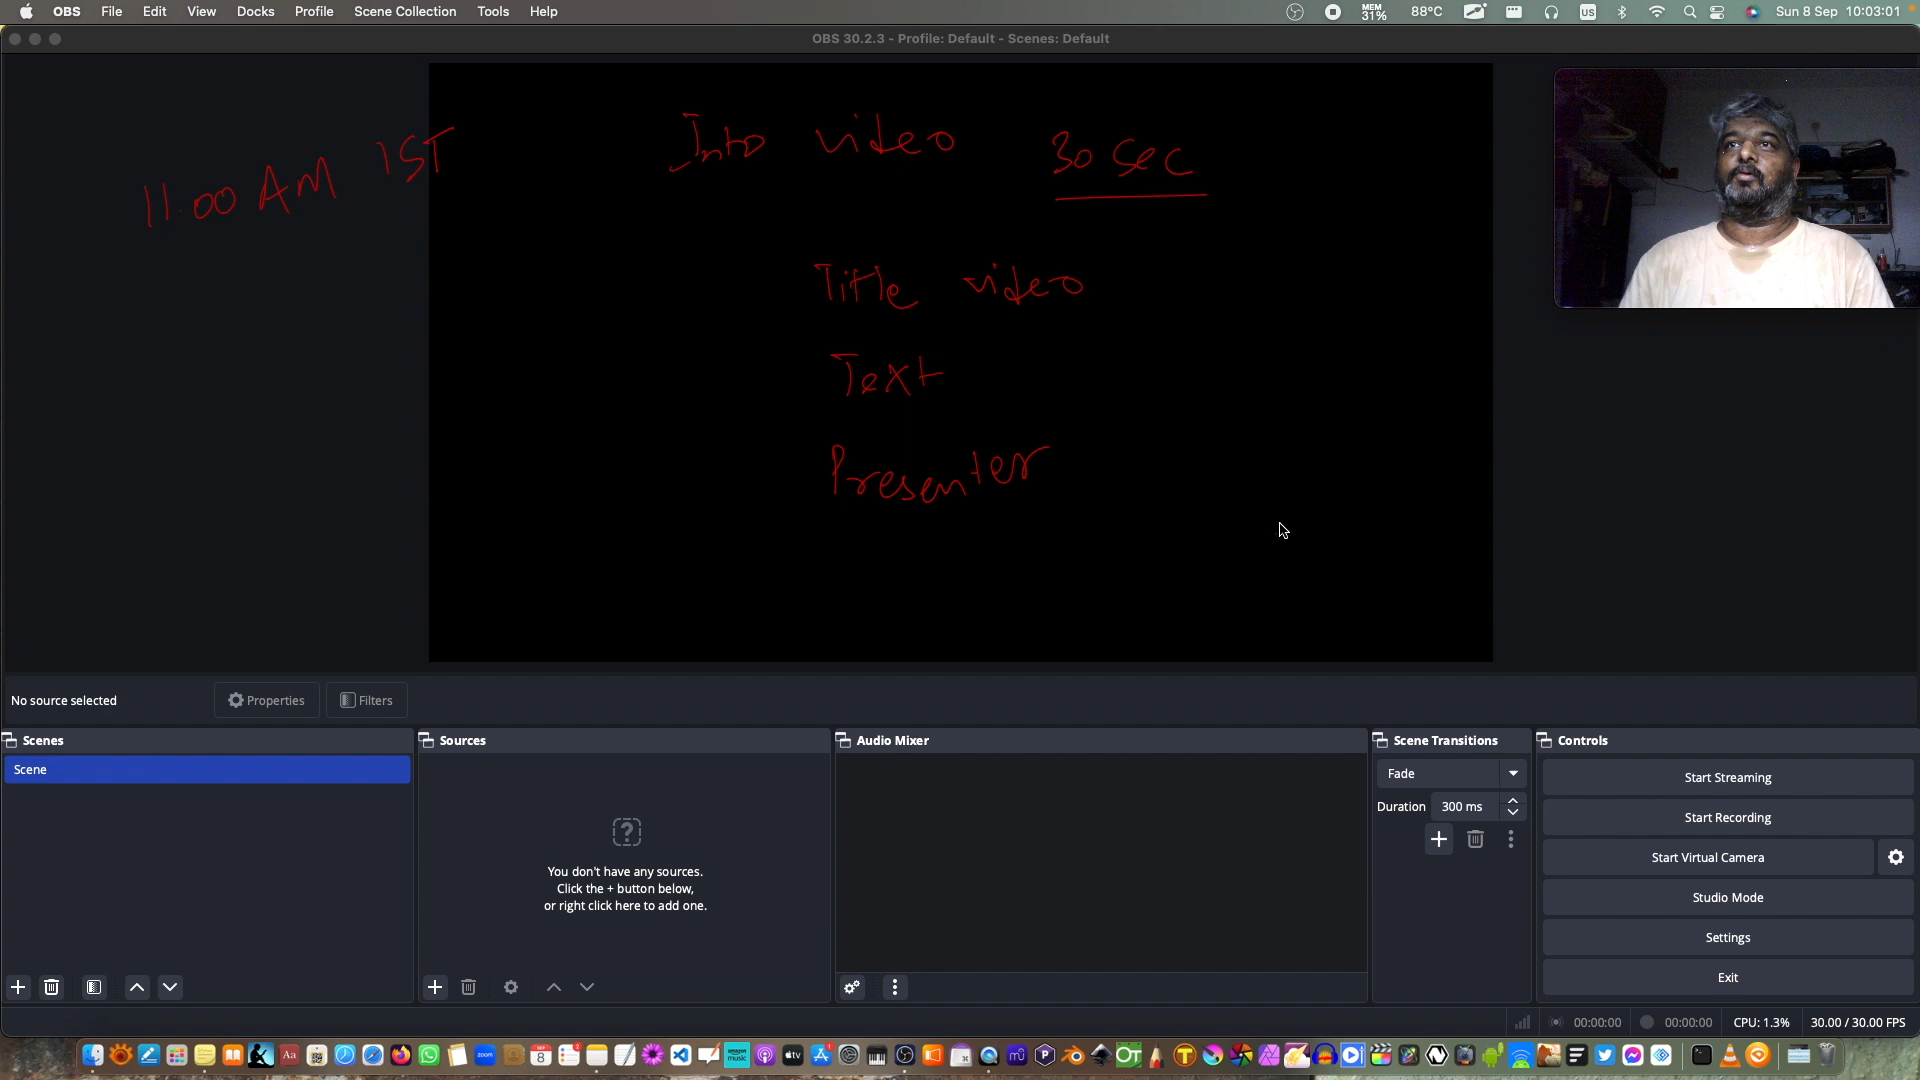 OBS File Edit View Docks Profile Scene Collection Tools Help MEM 31% 88°C US Sun 8 Sep 10:03:01
OBS 30.2.3 - Profile: Default - Scenes: Default
Into video 30 sec
11.00 AM IST
Title video
Text
Presenter
No source selected Properties Filters
Scenes Sources Audio Mixer Scene Transitions Controls
Scene
Fade
Start Streaming
Duration 300 ms
Start Recording
Start Virtual Camera
You don't have any sources.
Click the + button below,
or right click here to add one.
Studio Mode
Settings
Exit
00:00:00 00:00:00 CPU: 1.3% 30.00 / 30.00 FPS